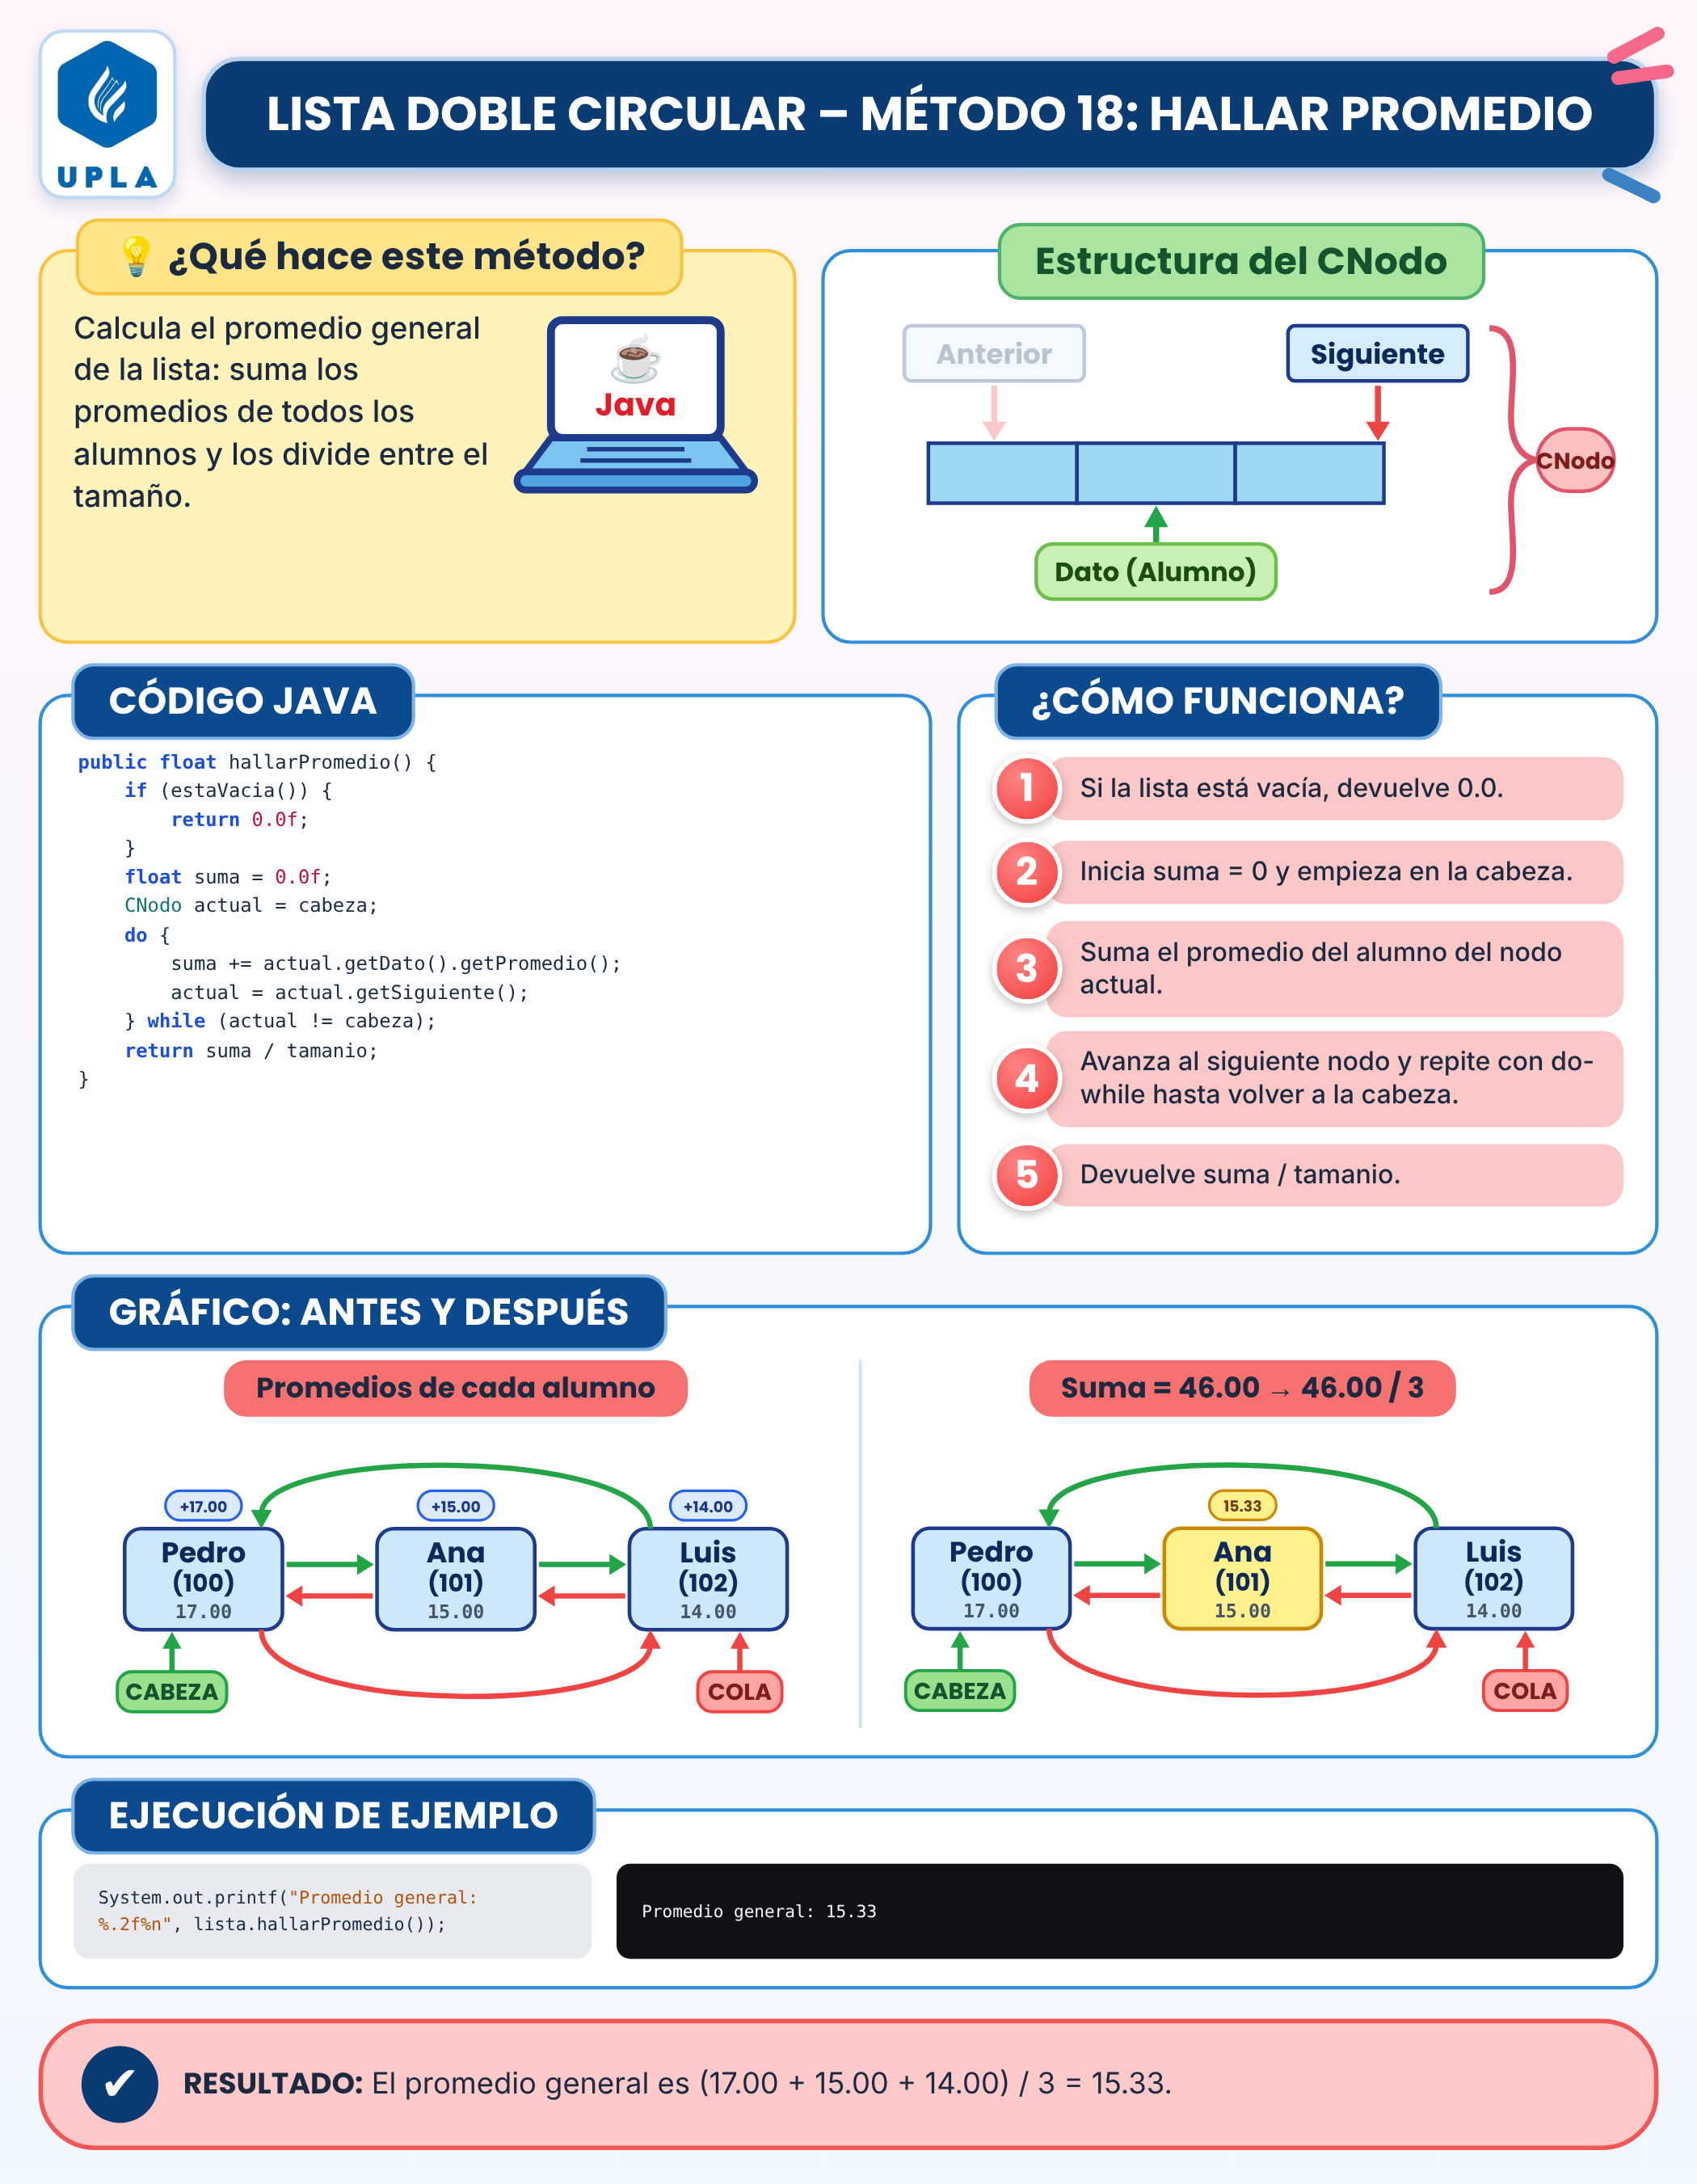 UPLA
LISTA DOBLE CIRCULAR – MÉTODO 18: HALLAR PROMEDIO
💡 ¿Qué hace este método?
Calcula el promedio general
de la lista: suma los
promedios de todos los
alumnos y los divide entre el
tamaño.
Java
Estructura del CNodo
Anterior
Siguiente
CNodo
Dato (Alumno)
CÓDIGO JAVA
public float hallarPromedio() {
    if (estaVacia()) {
        return 0.0f;
    }
    float suma = 0.0f;
    CNodo actual = cabeza;
    do {
        suma += actual.getDato().getPromedio();
        actual = actual.getSiguiente();
    } while (actual != cabeza);
    return suma / tamanio;
}
¿CÓMO FUNCIONA?
1 Si la lista está vacía, devuelve 0.0.
2 Inicia suma = 0 y empieza en la cabeza.
3 Suma el promedio del alumno del nodo
actual.
4 Avanza al siguiente nodo y repite con do-
while hasta volver a la cabeza.
5 Devuelve suma / tamanio.
GRÁFICO: ANTES Y DESPUÉS
Promedios de cada alumno
+17.00 +15.00 +14.00
Pedro Ana Luis
(100) (101) (102)
17.00 15.00 14.00
CABEZA COLA
Suma = 46.00 → 46.00 / 3
15.33
Pedro Ana Luis
(100) (101) (102)
17.00 15.00 14.00
CABEZA COLA
EJECUCIÓN DE EJEMPLO
System.out.printf("Promedio general:
%.2f%n", lista.hallarPromedio());
Promedio general: 15.33
✔ RESULTADO: El promedio general es (17.00 + 15.00 + 14.00) / 3 = 15.33.